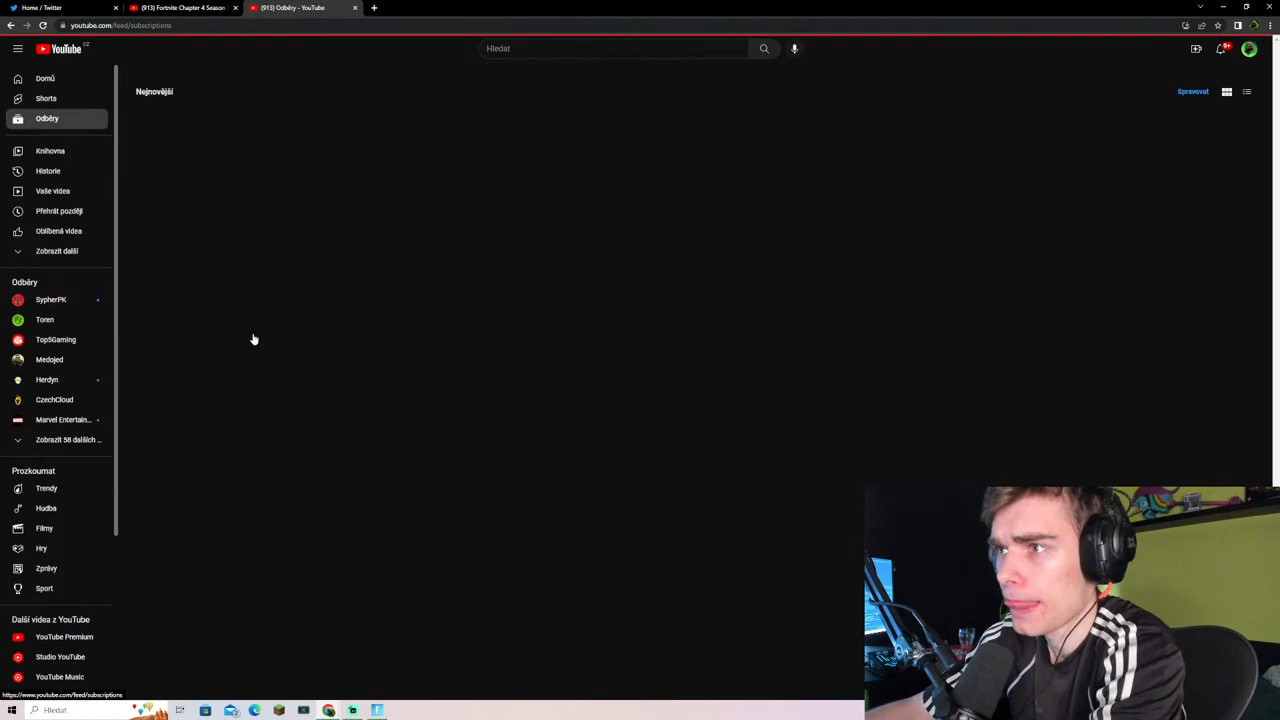 Home / Twitter
(913) Fortnite Chapter 4 Season
(913) Odběry - YouTube
youtube.com/feed/subscriptions
YouTube CZ
Hledat
9+
Domů
Shorts
Odběry
Nejnovější
Spravovat
Knihovna
Historie
Vaše videa
Přehrát později
Oblíbená videa
Zobrazit další
Odběry
SypherPK
Toren
Top5Gaming
Medojed
Herdyn
CzechCloud
Marvel Entertain...
Zobrazit 58 dalších ...
Prozkoumat
Trendy
Hudba
Filmy
Hry
Zprávy
Sport
Další videa z YouTube
YouTube Premium
Studio YouTube
YouTube Music
https://www.youtube.com/feed/subscriptions
Hledat